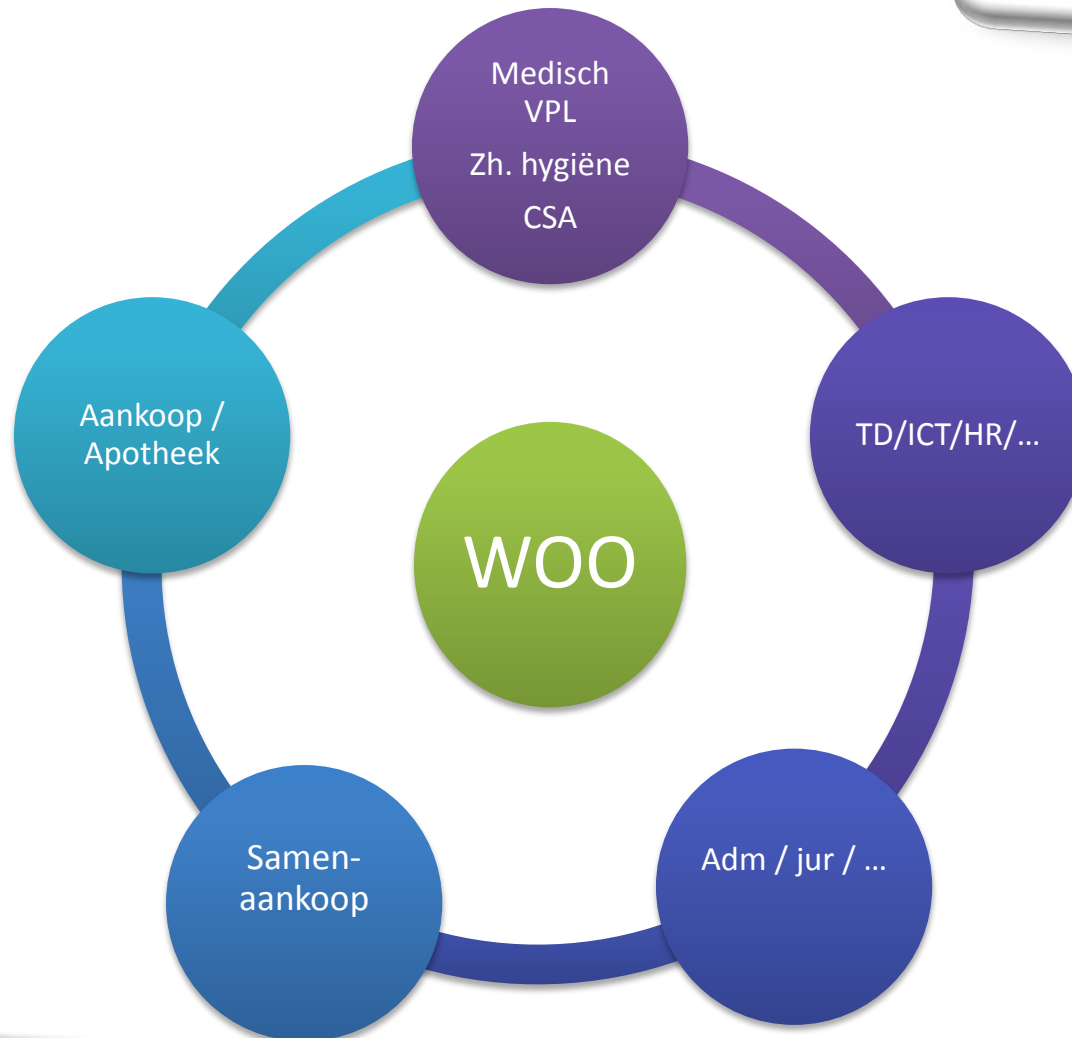 Medisch
VPL
Zh. hygiëne
CSA
TD/ICT/HR/...
Adm / jur / ...
Samen-
aankoop
Aankoop /
Apotheek
WOO